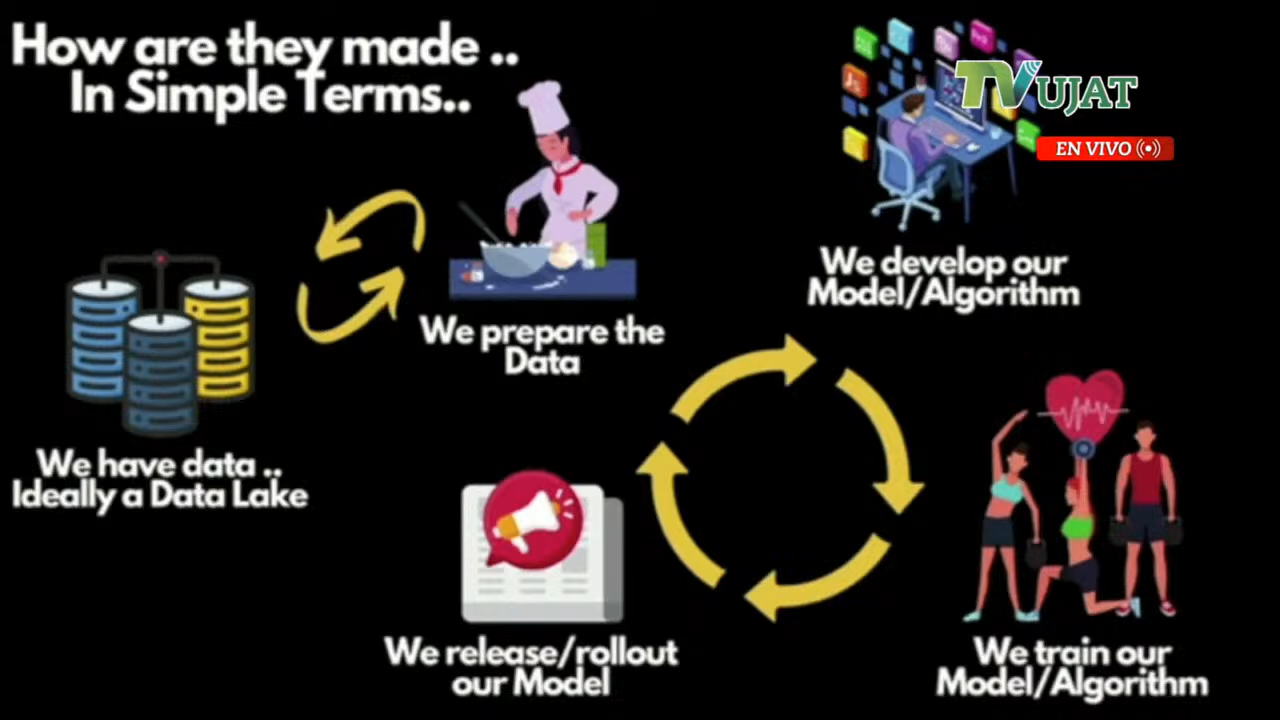 How are they made ..
In Simple Terms..
TVUJAT
EN VIVO
We develop our
Model/Algorithm
We prepare the
Data
We have data ..
Ideally a Data Lake
We release/rollout
our Model
We train our
Model/Algorithm